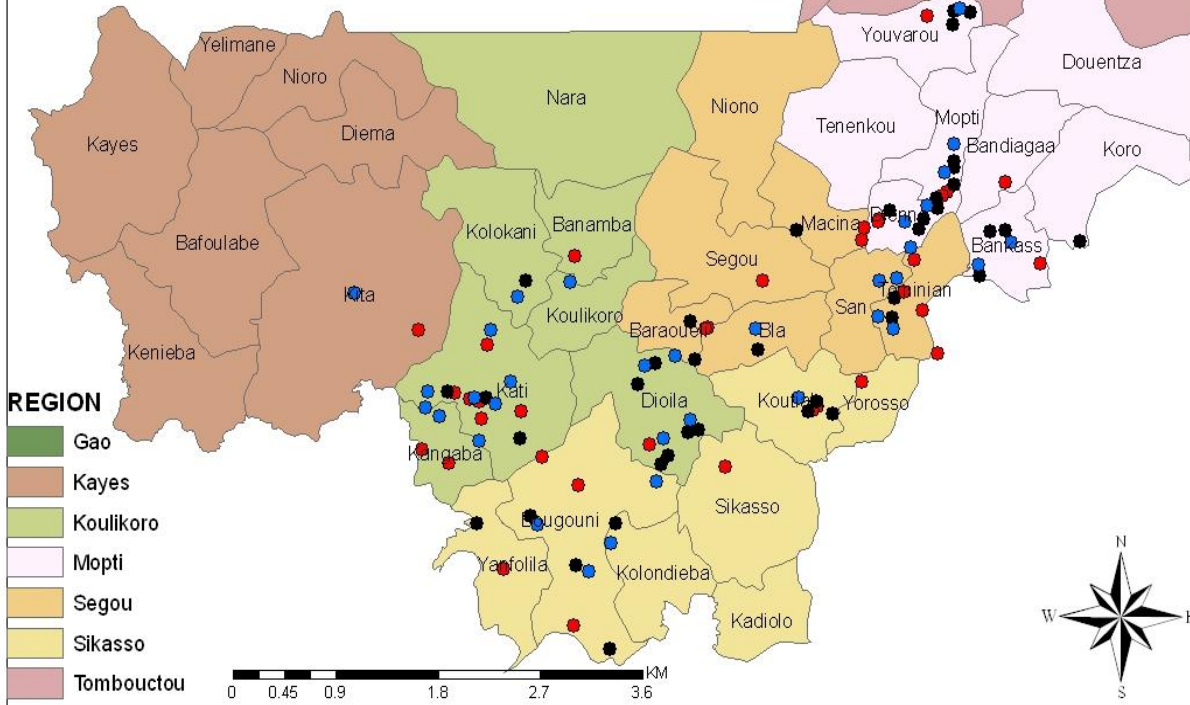 Yelimane
Youvarou
Nioro
Douentza
Nara
Niono
Mopti
Tenenkou
Kayes
Diema
Bandiagaa
Koro
Macina
Kolokani
Banamba
Bafoulabe
Segou
Bankass
Kita
Teminian
San
Koulikoro
Baraoueli
Bla
Kenieba
Kati
Dioila
Koutiala
Yorosso
Kangaba
Sikasso
Bougouni
Yanfolila
Kolondieba
Kadiolo
REGION
Gao
Kayes
Koulikoro
Mopti
Segou
Sikasso
Tombouctou
KM
0 0.45 0.9 1.8 2.7 3.6
N
W
S